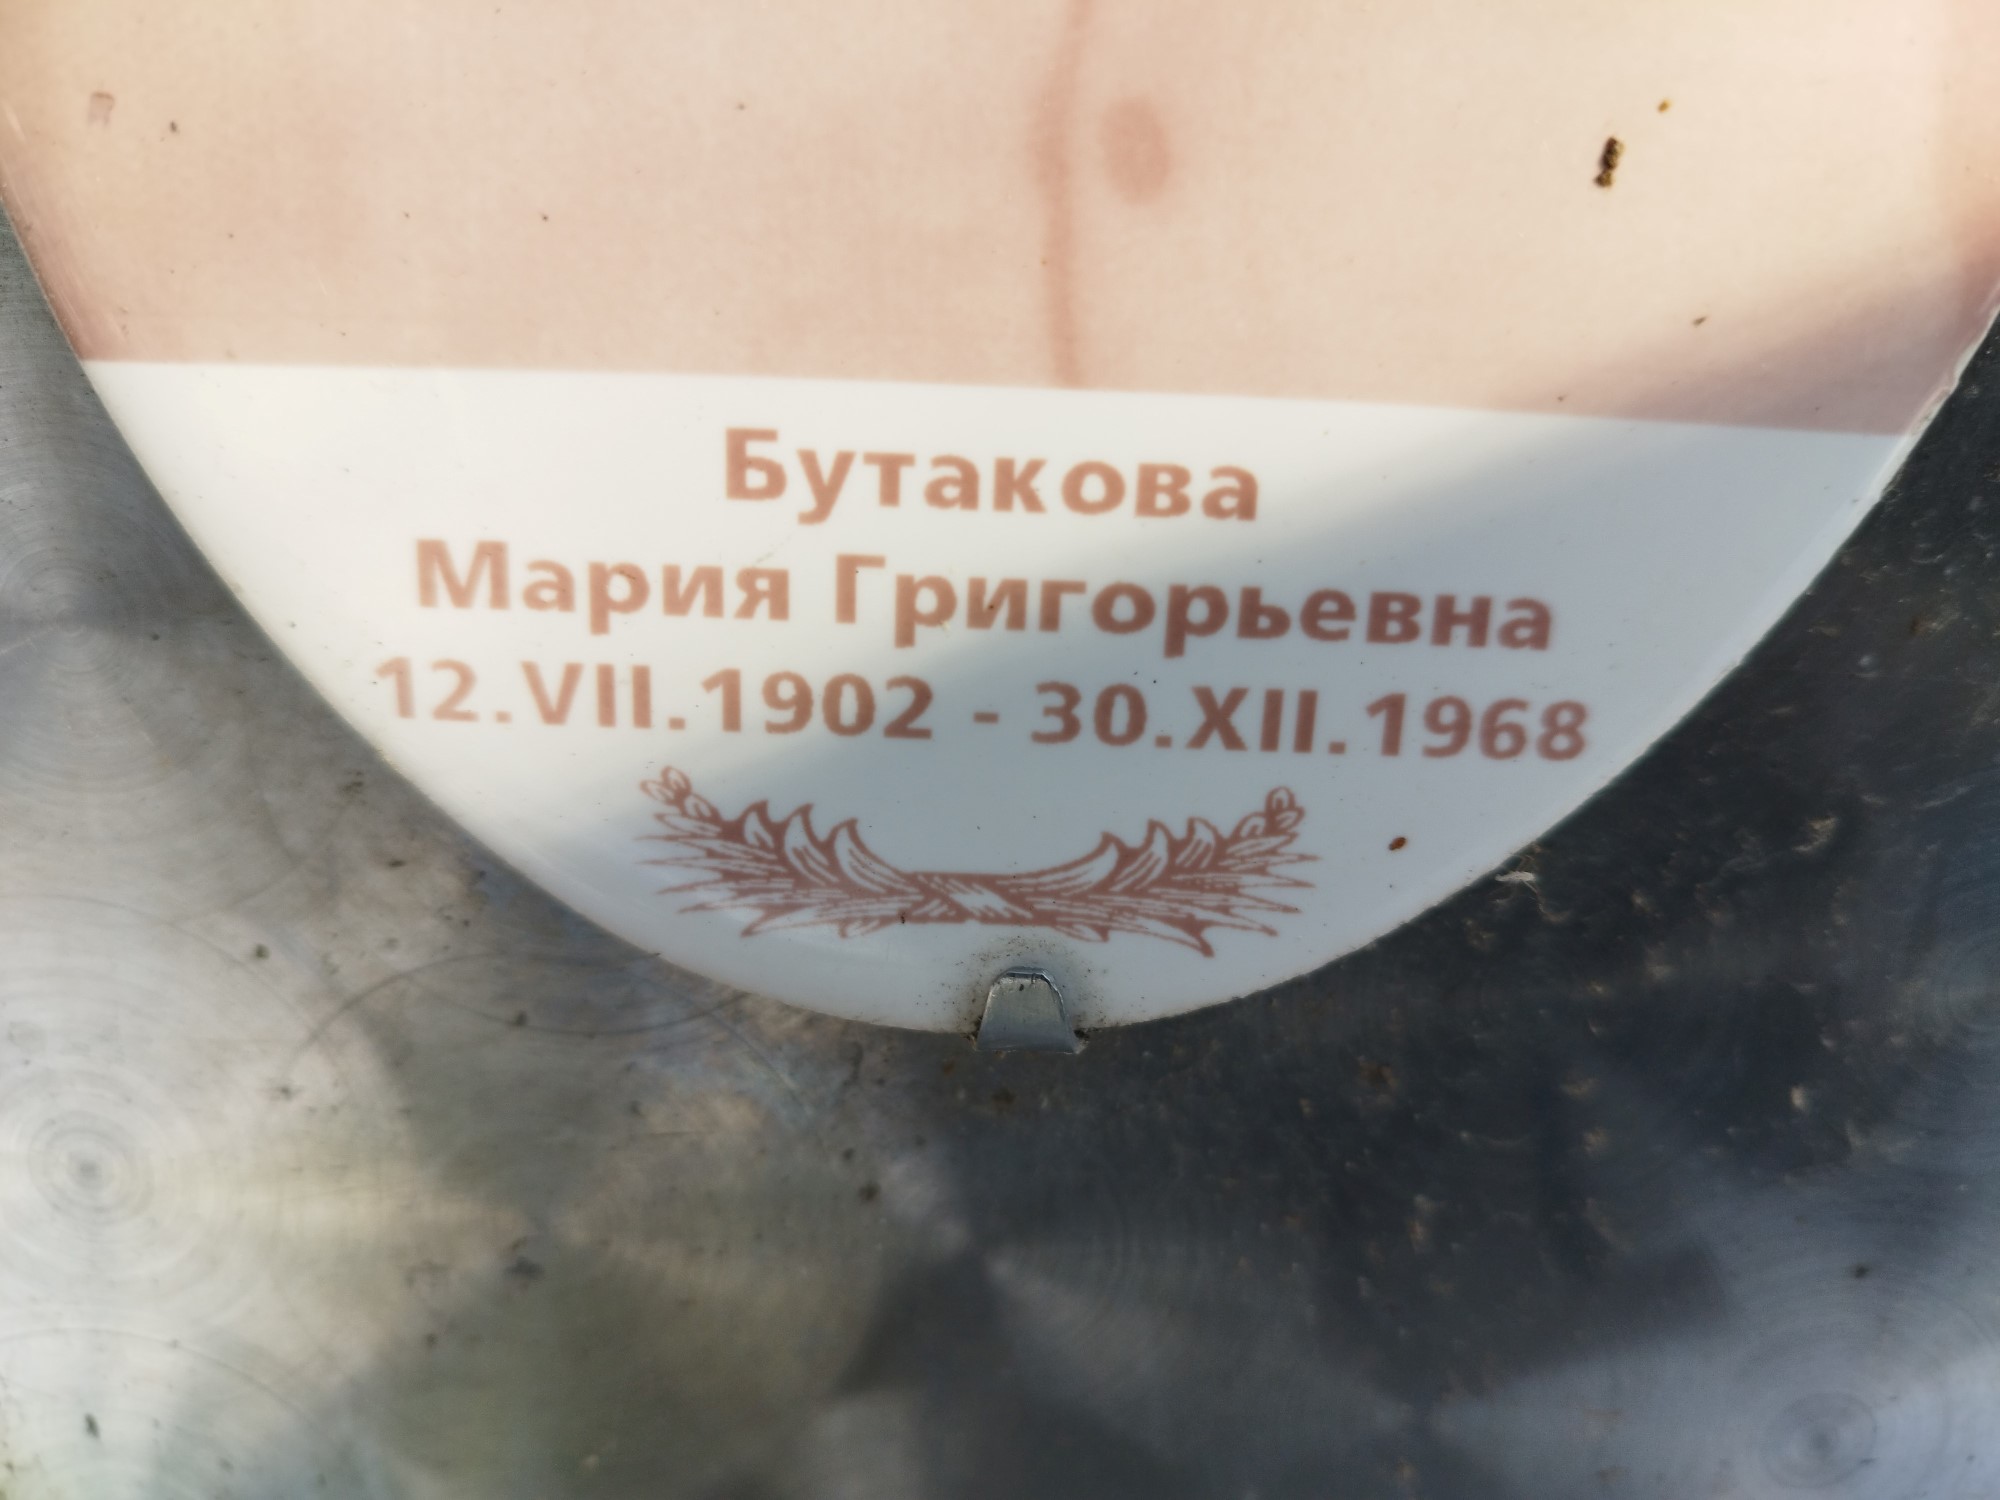 Бутакова
Мария Григорьевна
12.VII.1902 - 30.XII.1968